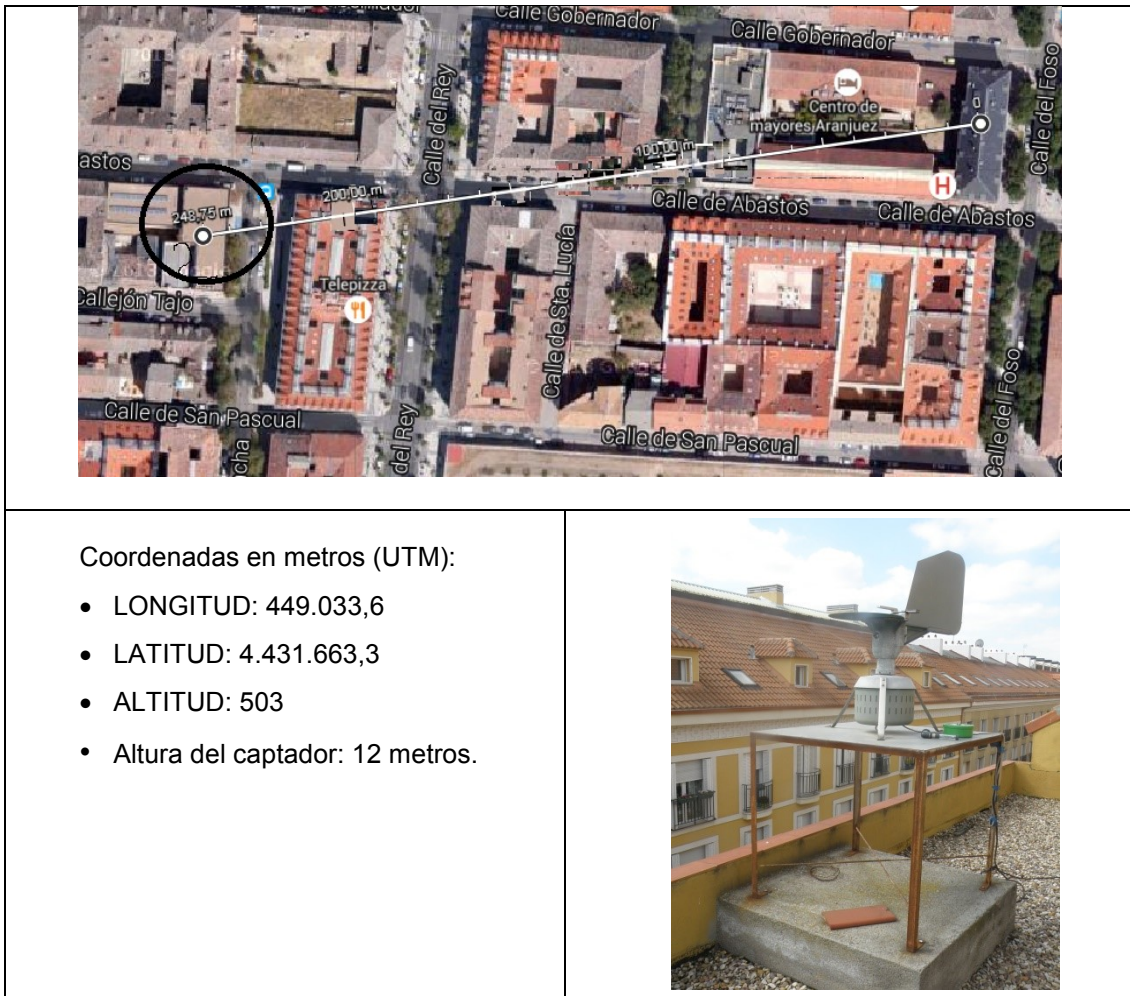 Calle Gobernador
Calle Gobernador
Calle del Rey
Centro de
mayores Aranjuez
Calle del Foso
100,00 m
astos
200,00 m
248,75 m
H
Calle de Abastos
Calle de Abastos
Telepizza
Callejón Tajo
Calle de Sta. Lucía
Calle de San Pascual
Calle de San Pascual
cha
del Rey
Calle del Foso
Coordenadas en metros (UTM):
• LONGITUD: 449.033,6
• LATITUD: 4.431.663,3
• ALTITUD: 503
• Altura del captador: 12 metros.